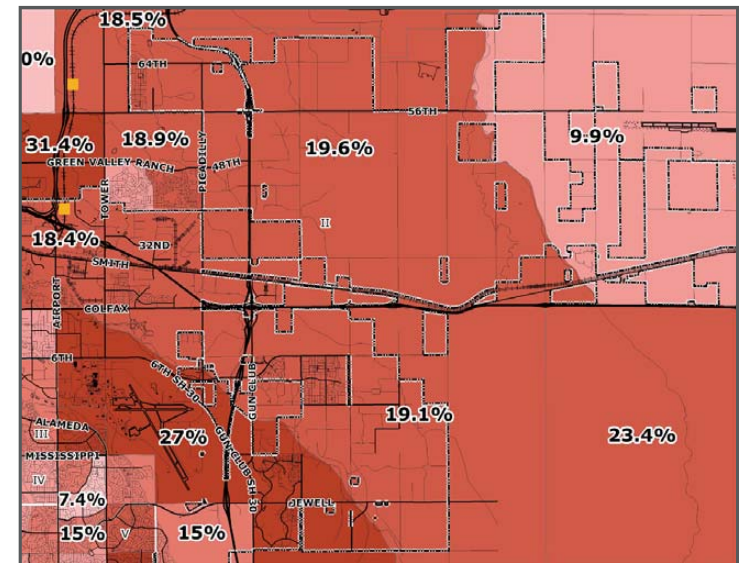 18.5%
0%
64TH
56TH
31.4%
18.9%
19.6%
9.9%
GREEN VALLEY RANCH
48TH
PICADILLY
TOWER
II
18.4%
32ND
SMITH
AIRPORT
COLFAX
6TH
6TH SH-30
GUN CLUB
19.1%
23.4%
ALAMEDA
III
27%
GUN CLUB SH-30
MISSISSIPPI
IV
7.4%
JEWELL
15%
V
15%